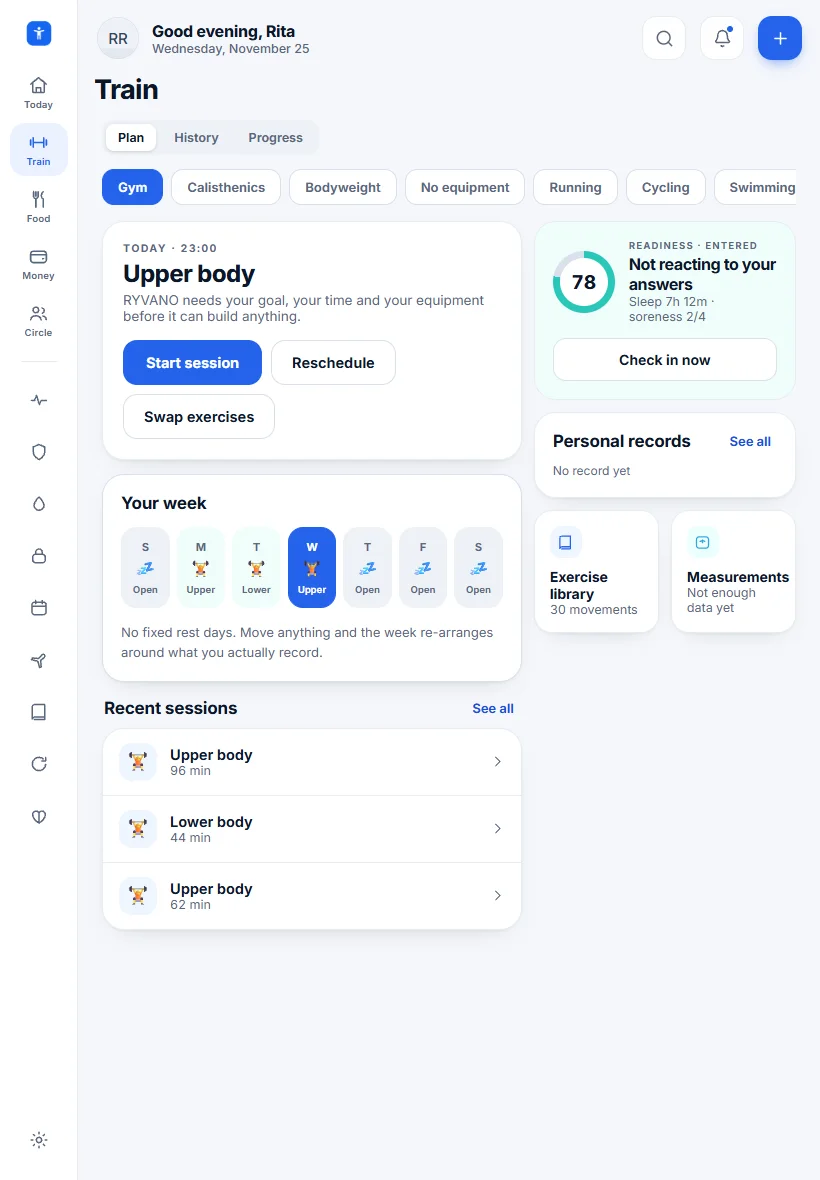 RR
Good evening, Rita
Wednesday, November 25
Today
Train
Food
Money
Circle
Train
Plan
History
Progress
Gym
Calisthenics
Bodyweight
No equipment
Running
Cycling
Swimming
TODAY · 23:00
Upper body
RYVANO needs your goal, your time and your equipment
before it can build anything.
Start session
Reschedule
Swap exercises
READINESS · ENTERED
78
Not reacting to your
answers
Sleep 7h 12m ·
soreness 2/4
Check in now
Personal records
See all
No record yet
Exercise
library
30 movements
Measurements
Not enough
data yet
Your week
S
M
T
W
T
F
S
Open
Upper
Lower
Upper
Open
Open
Open
No fixed rest days. Move anything and the week re-arranges
around what you actually record.
Recent sessions
See all
Upper body
96 min
Lower body
44 min
Upper body
62 min